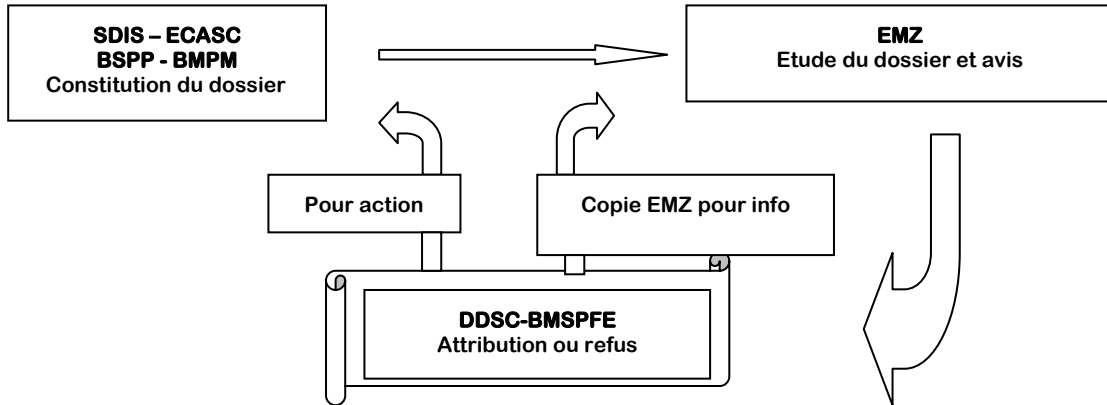 SDIS – ECASC
BSPP - BMPM
Constitution du dossier
EMZ
Etude du dossier et avis
Pour action
Copie EMZ pour info
DDSC-BMSPFE
Attribution ou refus